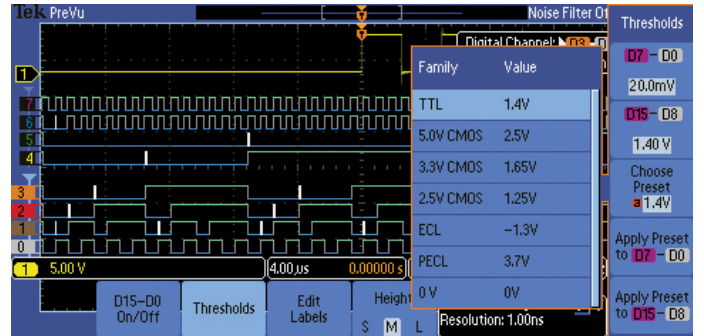 Tek PreVu
Noise Filter Of
Thresholds
Digital Channel: D3
D7 - D0
20.0mV
D15 - D8
1.40 V
Choose
Preset
a 1.4V
Apply Preset
to D7 - D0
Apply Preset
to D15 - D8
Family Value
TTL 1.4V
5.0V CMOS 2.5V
3.3V CMOS 1.65V
2.5V CMOS 1.25V
ECL −1.3V
PECL 3.7V
0 V 0V
1
7
6
5
4
3
2
1
0
1 5.00 V
4.00µs
0.00000 s
D15−D0
On/Off
Thresholds
Edit
Labels
Height
S M L
Resolution: 1.00ns